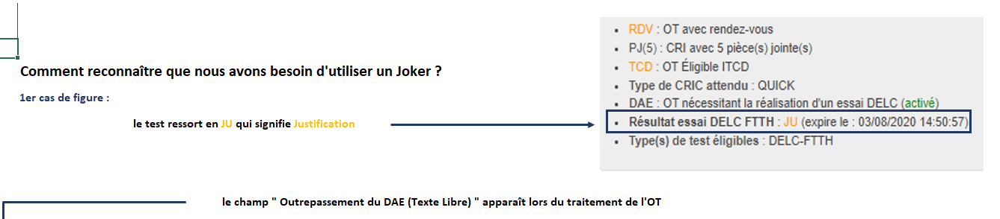 RDV : OT avec rendez-vous
PJ(5) : CRI avec 5 pièce(s) jointe(s)
TCD : OT Éligible ITCD
Comment reconnaître que nous avons besoin d'utiliser un Joker ?
Type de CRIC attendu : QUICK
1er cas de figure :
DAE : OT nécessitant la réalisation d'un essai DELC (activé)
le test ressort en JU qui signifie Justification
Résultat essai DELC FTTH : JU (expire le : 03/08/2020 14:50:57)
Type(s) de test éligibles : DELC-FTTH
le champ " Outrepassement du DAE (Texte Libre) " apparaît lors du traitement de l'OT